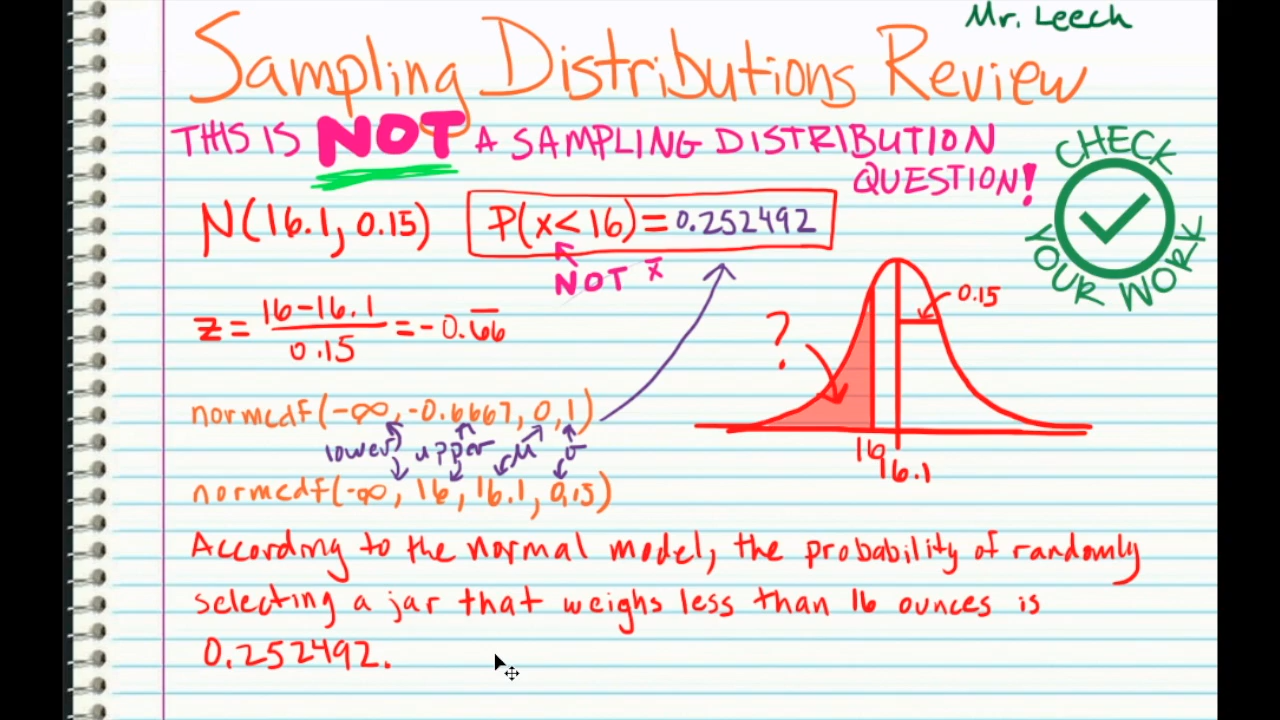 Mr. Leech
Sampling Distributions Review
THIS IS NOT A SAMPLING DISTRIBUTION
QUESTION!
CHECK
YOUR WORK
N(16.1, 0.15)
P(x<16)=0.252492
NOT x̄
z = (16-16.1)/0.15 = -0.6̅6̅
0.15
?
16
16.1
normcdf(-∞, -0.6667, 0, 1)
lower upper μ σ
normcdf(-∞, 16, 16.1, 0.15)
According to the normal model, the probability of randomly
selecting a jar that weighs less than 16 ounces is
0.252492.